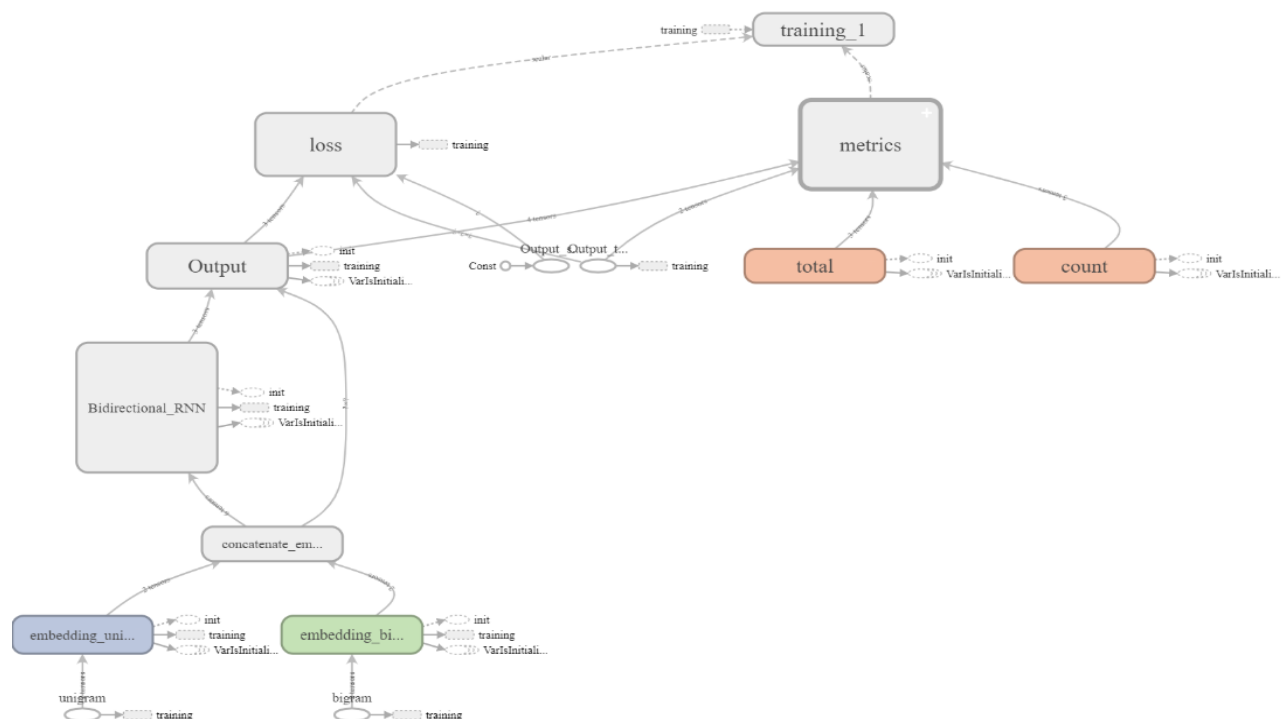 training
training_1
loss
training
metrics
Output
init
training
VarIsInitiali...
Const
Output_t...
training
total
init
VarIsInitiali...
count
init
VarIsInitiali...
Bidirectional_RNN
init
training
VarIsInitiali...
concatenate_em...
embedding_uni...
init
training
VarIsInitiali...
embedding_bi...
init
training
VarIsInitiali...
unigram
training
bigram
training